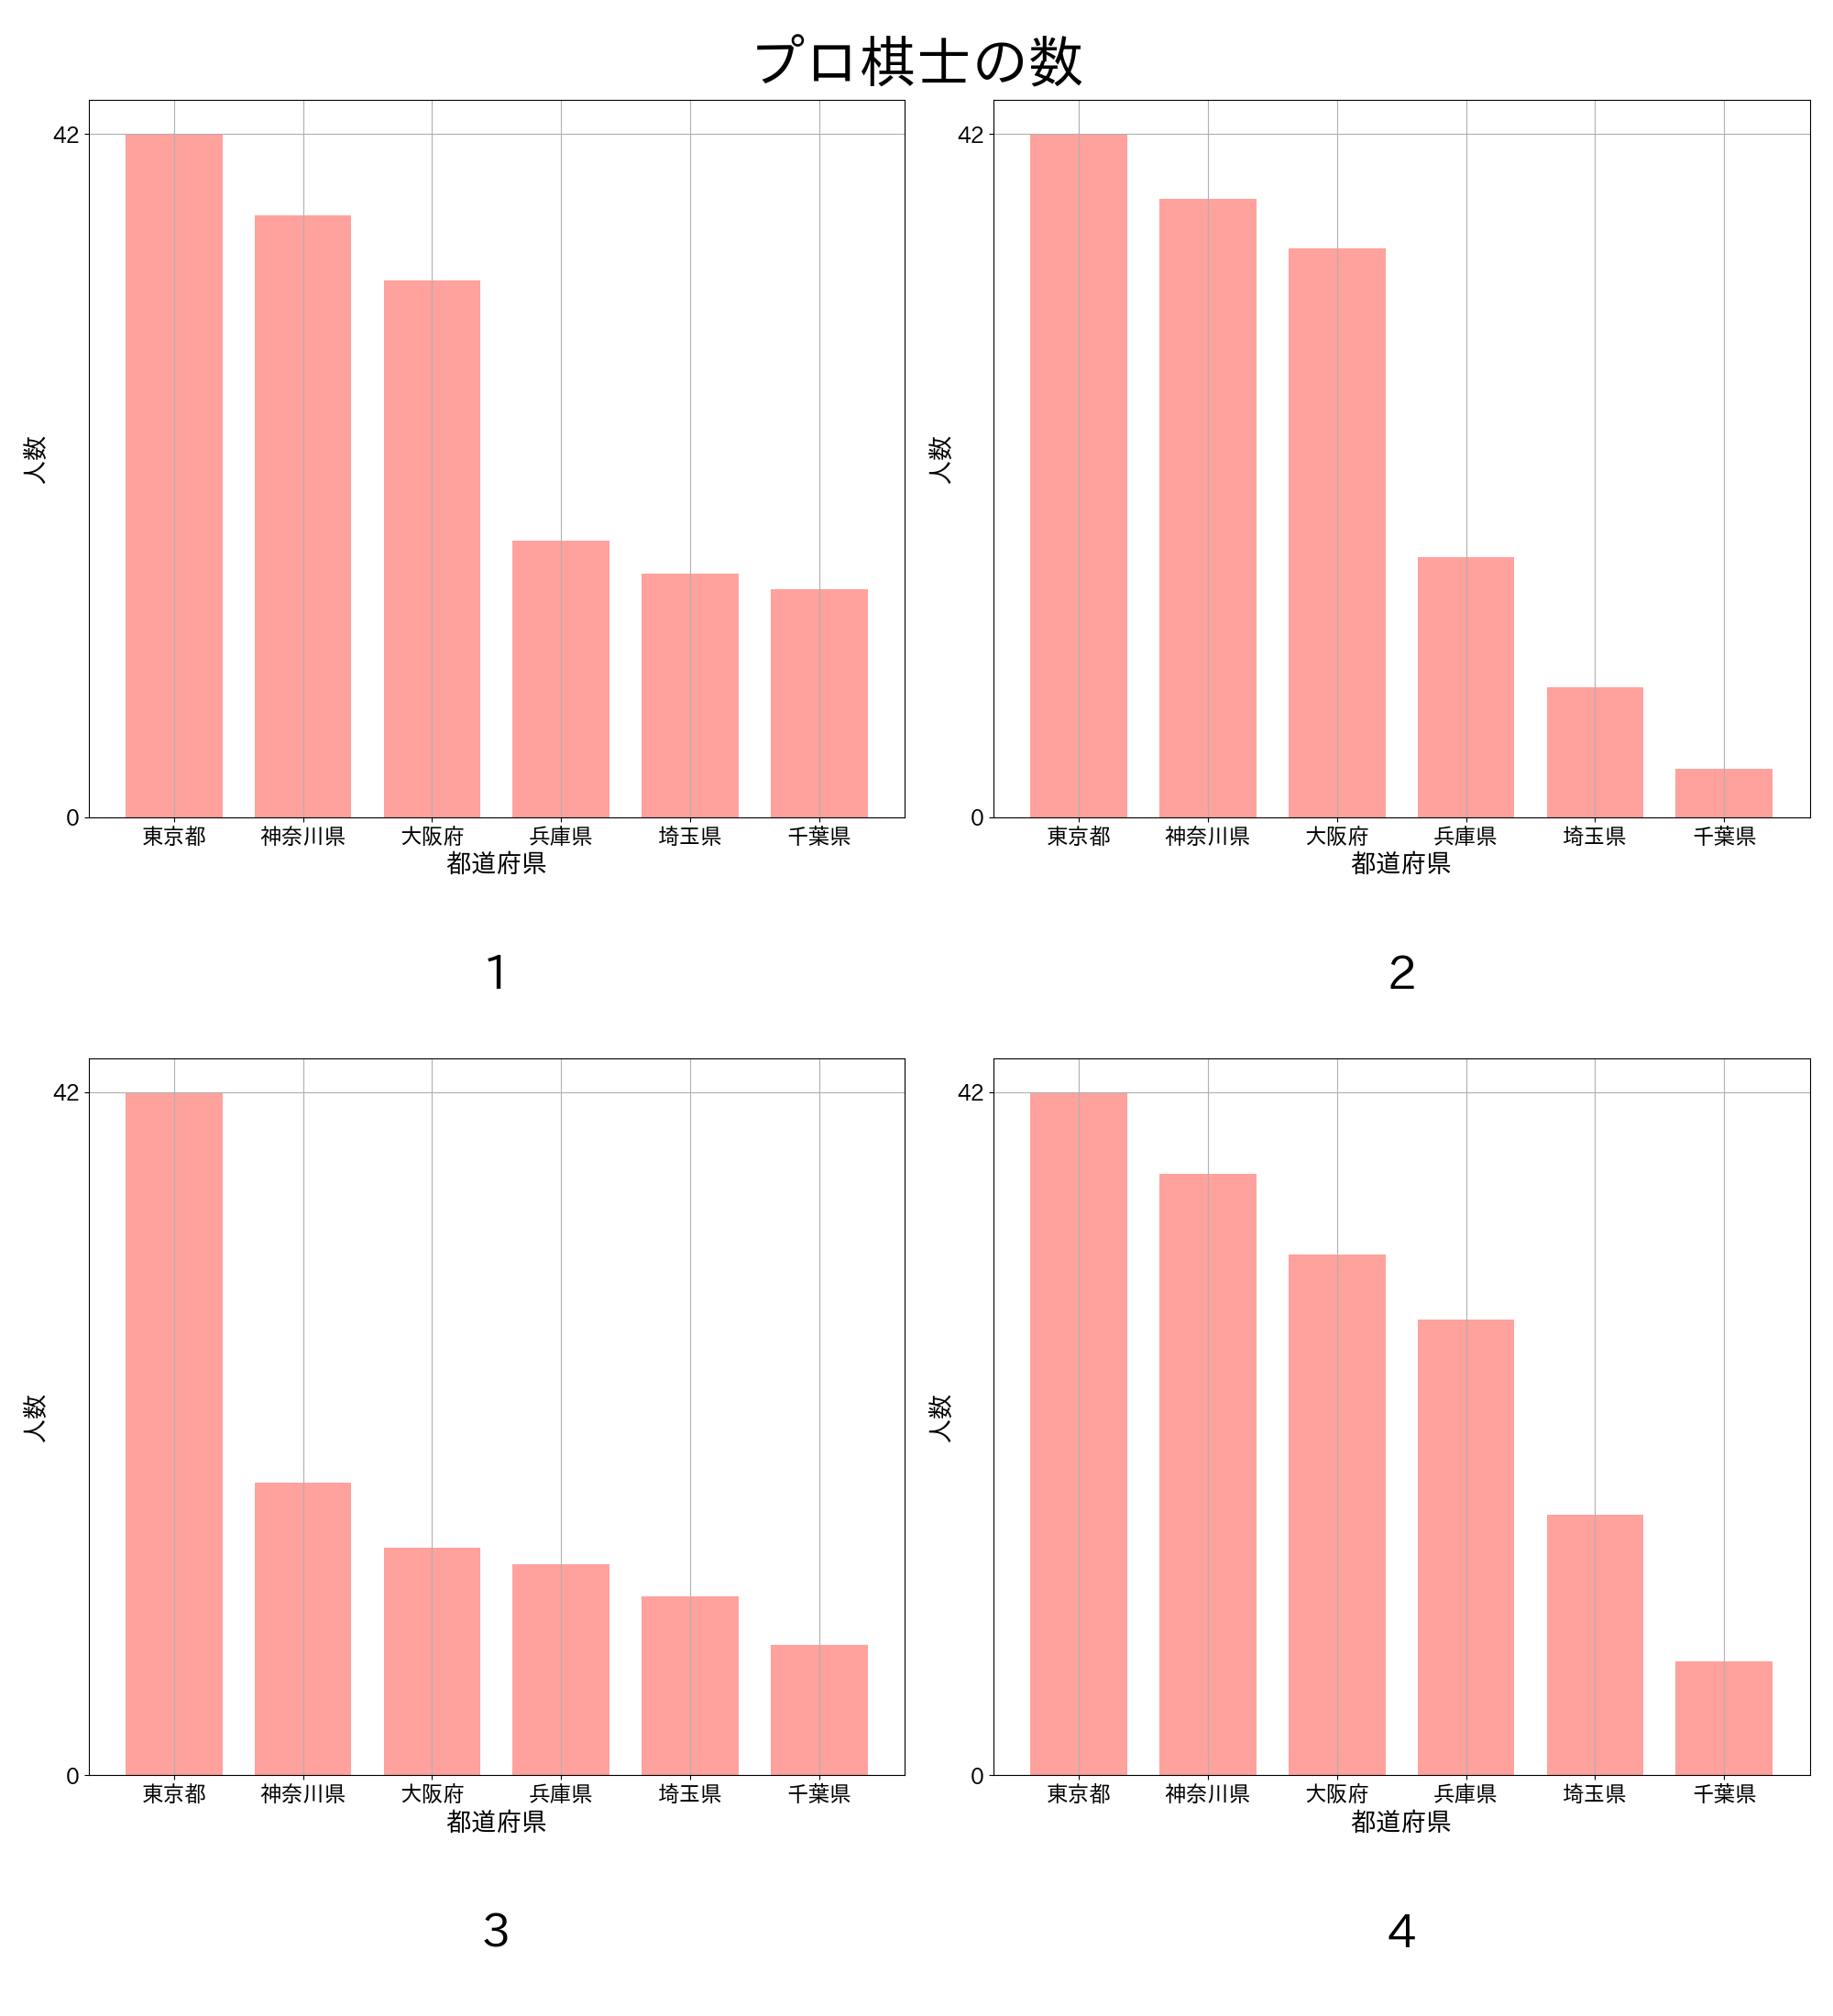 プロ棋士の数
42
0
人数
東京都 神奈川県 大阪府 兵庫県 埼玉県 千葉県
都道府県
1
42
0
人数
東京都 神奈川県 大阪府 兵庫県 埼玉県 千葉県
都道府県
2
42
0
人数
東京都 神奈川県 大阪府 兵庫県 埼玉県 千葉県
都道府県
3
42
0
人数
東京都 神奈川県 大阪府 兵庫県 埼玉県 千葉県
都道府県
4